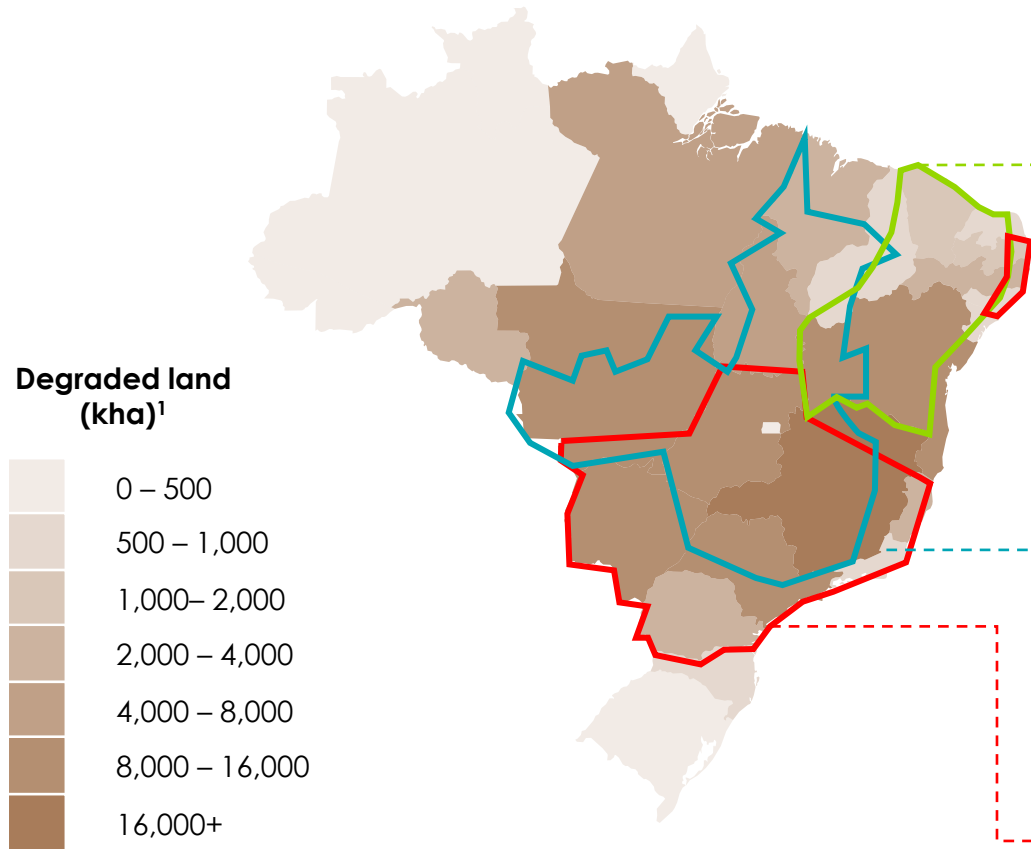 Degraded land
(kha)¹
0 – 500
500 – 1,000
1,000– 2,000
2,000 – 4,000
4,000 – 8,000
8,000 – 16,000
16,000+